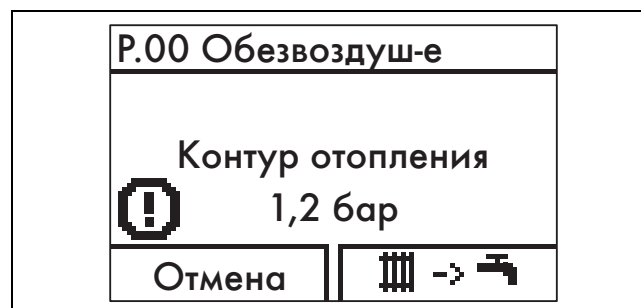 P.00 Обезвоздуш-е
Контур отопления
1,2 бар
Отмена
->